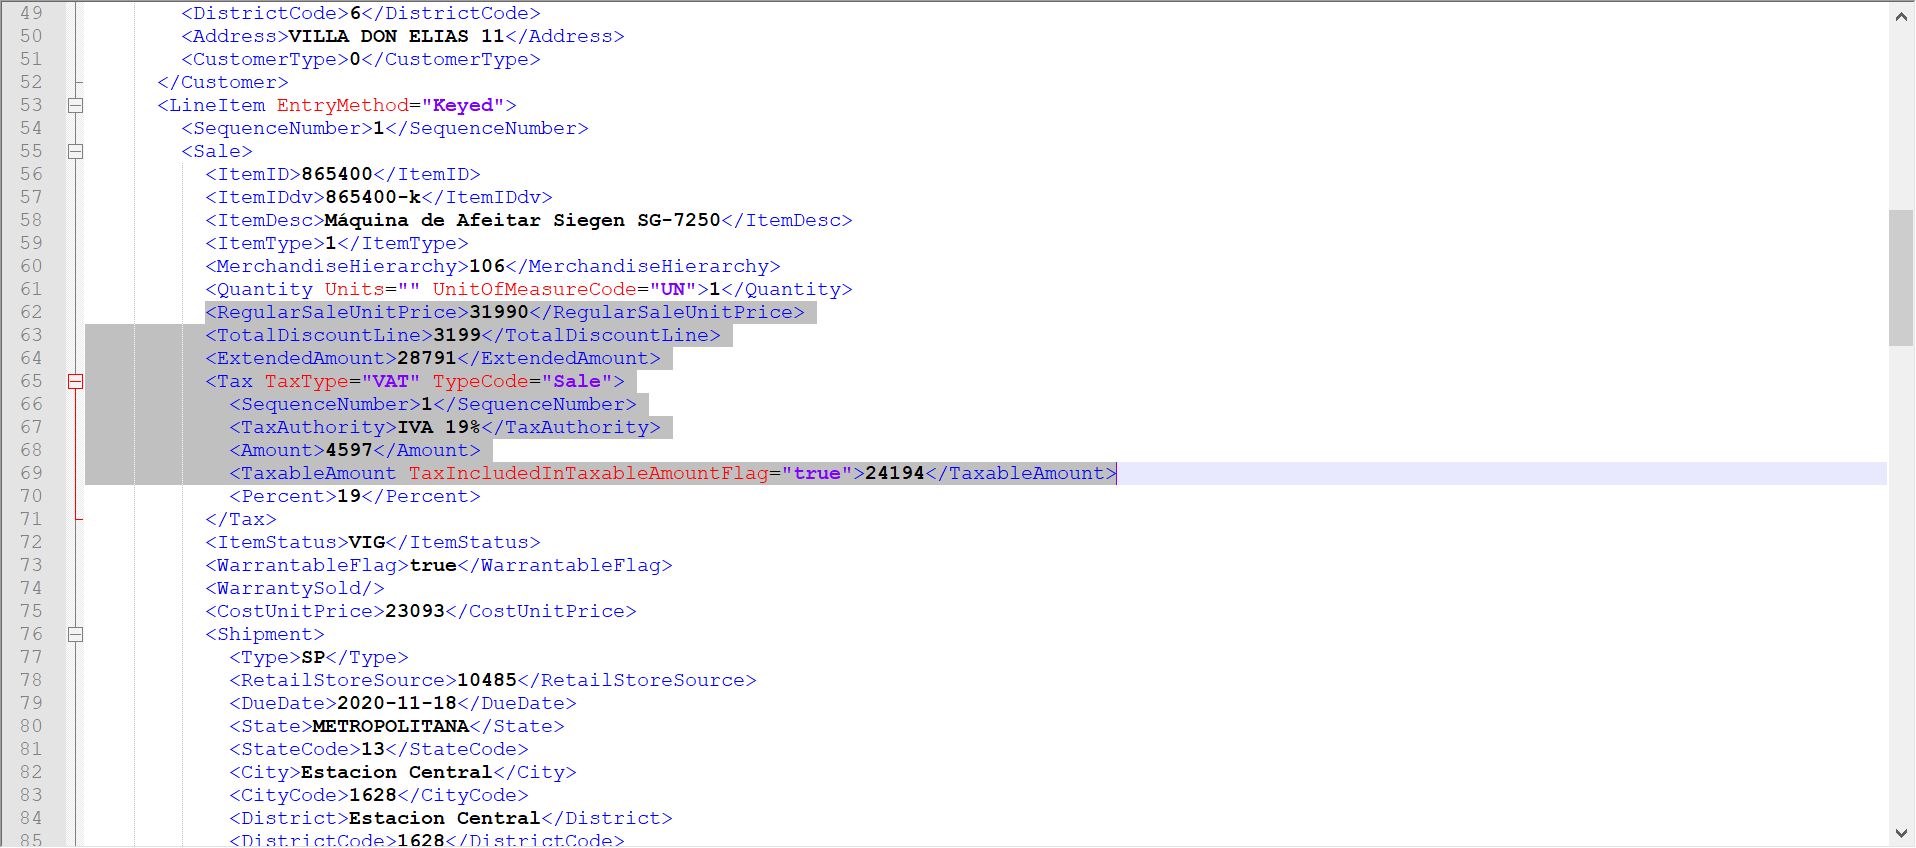 49 <DistrictCode>6</DistrictCode>
50 <Address>VILLA DON ELIAS 11</Address>
51 <CustomerType>0</CustomerType>
52 </Customer>
53 <LineItem EntryMethod="Keyed">
54 <SequenceNumber>1</SequenceNumber>
55 <Sale>
56 <ItemID>865400</ItemID>
57 <ItemIDdv>865400-k</ItemIDdv>
58 <ItemDesc>Máquina de Afeitar Siegen SG-7250</ItemDesc>
59 <ItemType>1</ItemType>
60 <MerchandiseHierarchy>106</MerchandiseHierarchy>
61 <Quantity Units="" UnitOfMeasureCode="UN">1</Quantity>
62 <RegularSaleUnitPrice>31990</RegularSaleUnitPrice>
63 <TotalDiscountLine>3199</TotalDiscountLine>
64 <ExtendedAmount>28791</ExtendedAmount>
65 <Tax TaxType="VAT" TypeCode="Sale">
66 <SequenceNumber>1</SequenceNumber>
67 <TaxAuthority>IVA 19%</TaxAuthority>
68 <Amount>4597</Amount>
69 <TaxableAmount TaxIncludedInTaxableAmountFlag="true">24194</TaxableAmount>
70 <Percent>19</Percent>
71 </Tax>
72 <ItemStatus>VIG</ItemStatus>
73 <WarrantableFlag>true</WarrantableFlag>
74 <WarrantySold/>
75 <CostUnitPrice>23093</CostUnitPrice>
76 <Shipment>
77 <Type>SP</Type>
78 <RetailStoreSource>10485</RetailStoreSource>
79 <DueDate>2020-11-18</DueDate>
80 <State>METROPOLITANA</State>
81 <StateCode>13</StateCode>
82 <City>Estacion Central</City>
83 <CityCode>1628</CityCode>
84 <District>Estacion Central</District>
85 <DistrictCode>1628</DistrictCode>